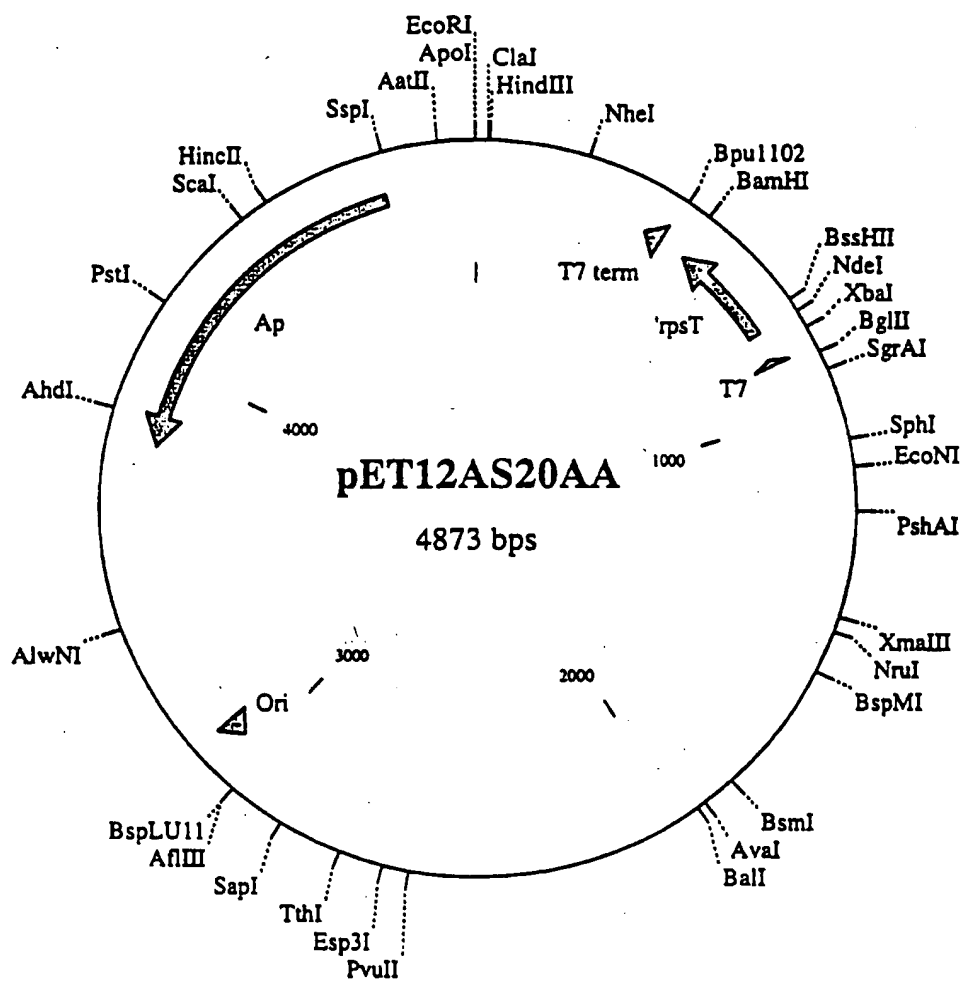 EcoRI
ApoI
ClaI
HindIII
AatII
SspI
HincII
ScaI
PstI
AhdI
AlwNI
NheI
Bpu1102
BamHI
BssHII
NdeI
XbaI
BglII
SgrAI
SphI
EcoNI
PshAI
XmaIII
NruI
BspMI
BsmI
AvaI
BalI
PvuII
Esp3I
TthI
SapI
AflIII
BspLU11
T7 term
'rpsT
T7
Ap
4000
1000
pET12AS20AA
4873 bps
3000
2000
Ori